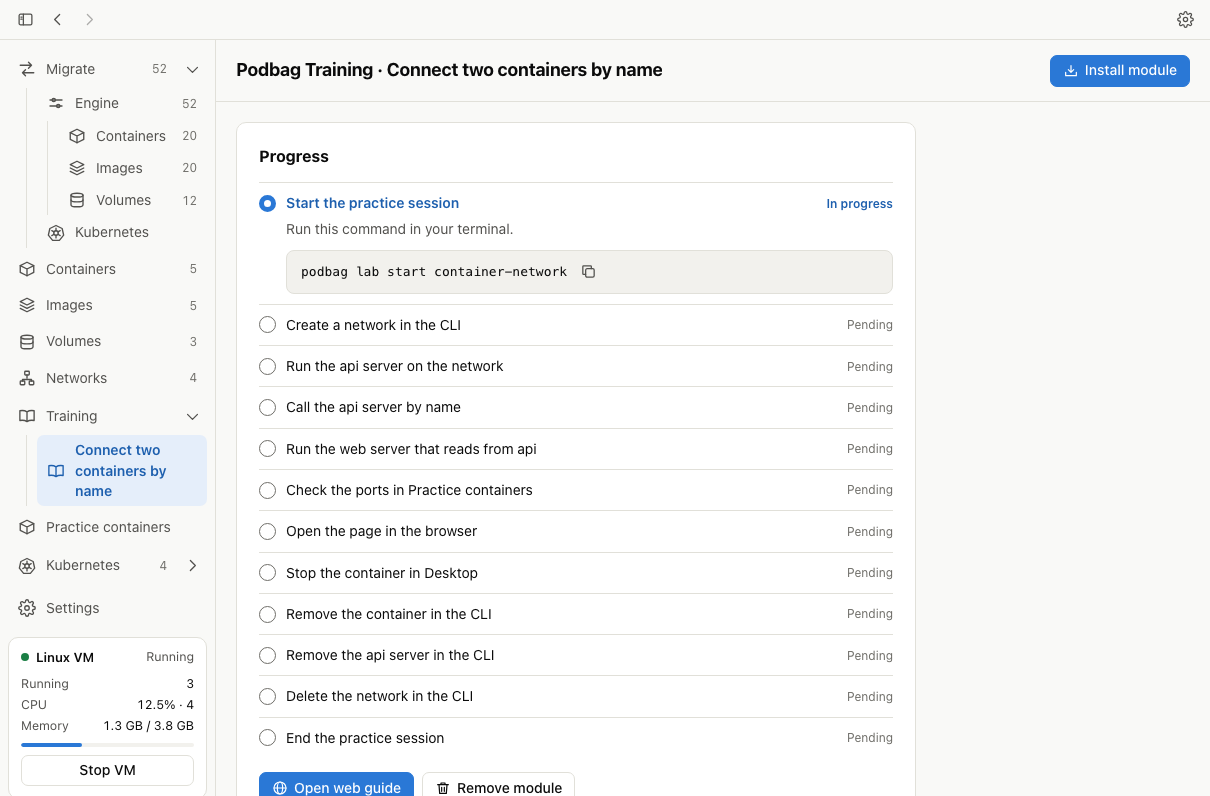 Podbag Training · Connect two containers by name
Install module
Migrate 52
Engine 52
Containers 20
Images 20
Volumes 12
Kubernetes
Containers 5
Images 5
Volumes 3
Networks 4
Training
Connect two
containers by
name
Practice containers
Kubernetes 4
Settings
Linux VM Running
Running 3
CPU 12.5% · 4
Memory 1.3 GB / 3.8 GB
Stop VM
Progress
Start the practice session In progress
Run this command in your terminal.
podbag lab start container-network
Create a network in the CLI Pending
Run the api server on the network Pending
Call the api server by name Pending
Run the web server that reads from api Pending
Check the ports in Practice containers Pending
Open the page in the browser Pending
Stop the container in Desktop Pending
Remove the container in the CLI Pending
Remove the api server in the CLI Pending
Delete the network in the CLI Pending
End the practice session Pending
Open web guide Remove module